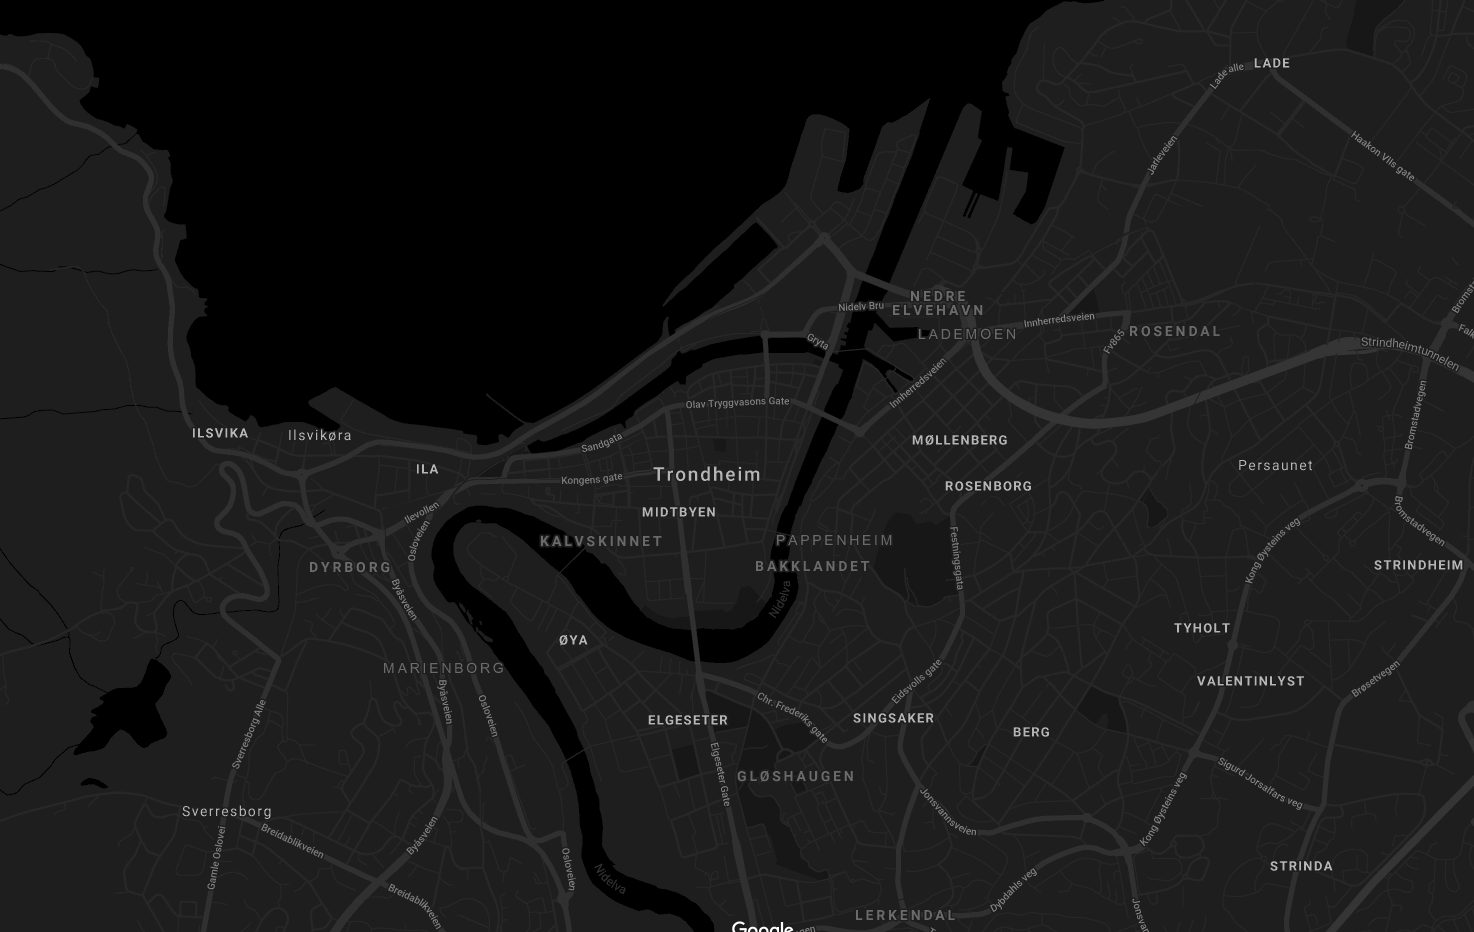 LADE
Lade alle
Haakon VIIs gate
Jarleveien
NEDRE
ELVEHAVN
Nidelv Bru
Innherredsveien
LADEMOEN
ROSENDAL
Fv865
Gryta
Strindheimtunnelen
Innherredsveien
Olav Tryggvasons Gate
Bromstadvegen
ILSVIKA
Ilsvikøra
Sandgata
MØLLENBERG
ILA
Trondheim
Persaunet
Kongens gate
ROSENBORG
MIDTBYEN
Ilevollen
Bromstadvegen
Osloveien
KALVSKINNET
PAPPENHEIM
Festningsgata
Kong Øysteins veg
DYRBORG
BAKKLANDET
STRINDHEIM
Byåsveien
Nidelva
TYHOLT
ØYA
MARIENBORG
VALENTINLYST
Eidsvolls gate
Brøsetvegen
Byåsveien
Osloveien
Chr. Frederiks gate
ELGESETER
SINGSAKER
BERG
Sverresborg Alle
Elgeseter Gate
GLØSHAUGEN
Sigurd Jorsalfars veg
Sverresborg
Jonsvannsveien
Kong Øysteins veg
Breidablikveien
Byåsveien
Gamle Oslovei
Osloveien
Nidelva
STRINDA
Dybdahls veg
Breidablikveien
LERKENDAL
Google